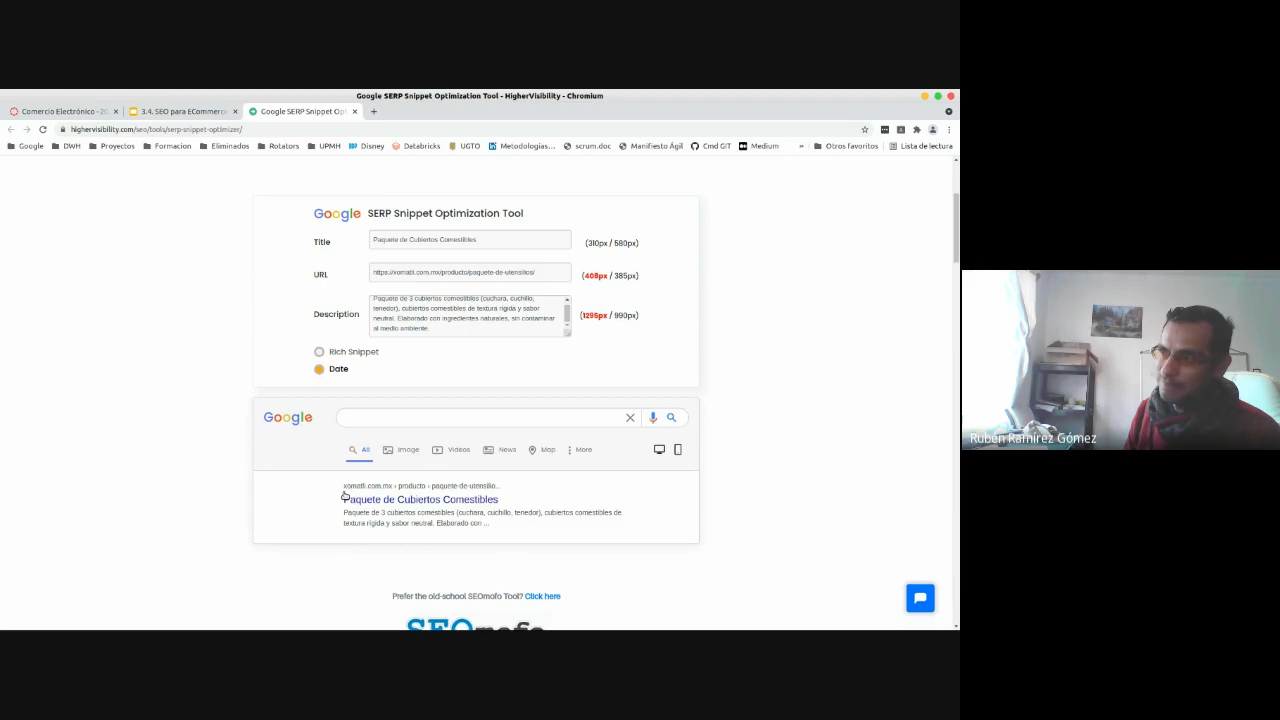 Google SERP Snippet Optimization Tool - HigherVisibility - Chromium
Comercio Electrónico - 20
3.4. SEO para ECommerce
Google SERP Snippet Opti
highervisibility.com/seo/tools/serp-snippet-optimizer/
Google DWH Proyectos Formacion Eliminados Rotators UPMH Disney Databricks UGTO Metodologías... scrum.doc Manifiesto Ágil Cmd GIT Medium » Otros favoritos Lista de lectura
Google SERP Snippet Optimization Tool
Title Paquete de Cubiertos Comestibles (310px / 580px)
URL https://xomatli.com.mx/producto/paquete-de-utensilios/ (408px / 385px)
Paquete de 3 cubiertos comestibles (cuchara, cuchillo,
tenedor), cubiertos comestibles de textura rígida y sabor
Description neutral. Elaborado con ingredientes naturales, sin contaminar (1295px / 990px)
al medio ambiente.
Rich Snippet
Date
Google
All Image Videos News Map More
xomatli.com.mx › producto › paquete-de-utensilio...
Paquete de Cubiertos Comestibles
Paquete de 3 cubiertos comestibles (cuchara, cuchillo, tenedor), cubiertos comestibles de
textura rígida y sabor neutral. Elaborado con ...
Prefer the old-school SEOmofo Tool? Click here
SEOmofo
Rubén Ramírez Gómez